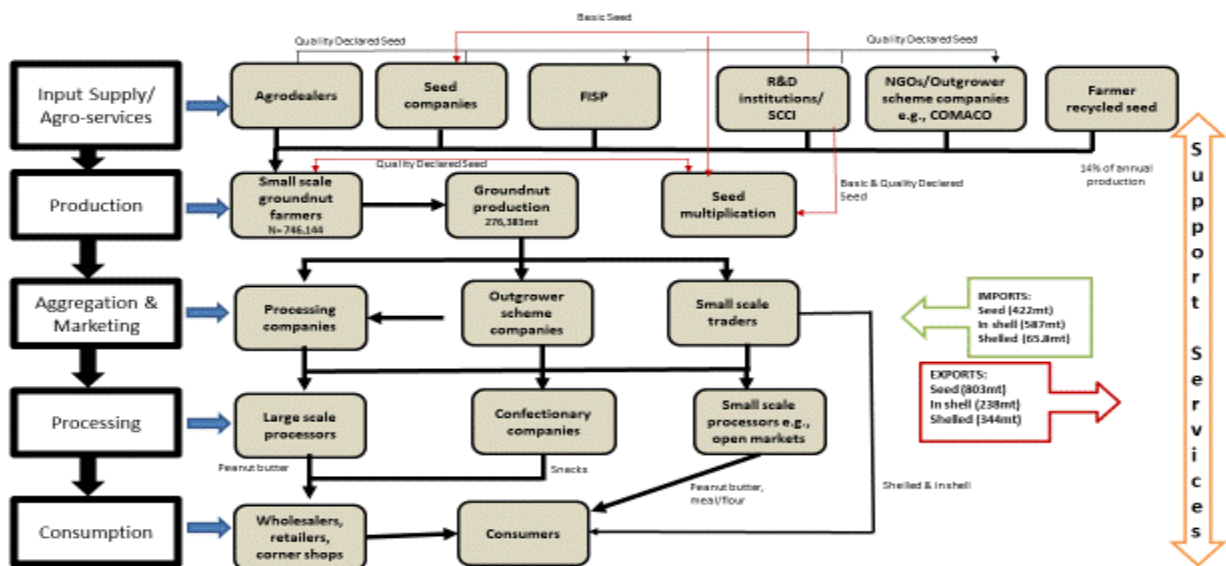 Basic Seed
Quality Declared Seed
Quality Declared Seed
Input Supply/
Agro-services
Agrodealers
Seed
companies
FISP
R&D
institutions/
SCCI
NGOs/Outgrower
scheme companies
e.g., COMACO
Farmer
recycled seed
Quality Declared Seed
14% of annual
production
Basic & Quality Declared
Seed
Production
Small scale
groundnut
farmers
N= 746,144
Groundnut
production
276,383mt
Seed
multiplication
Aggregation &
Marketing
Processing
companies
Outgrower
scheme
companies
Small scale
traders
IMPORTS:
Seed (422mt)
In shell (587mt)
Shelled (65.8mt)
EXPORTS:
Seed (803mt)
In shell (238mt)
Shelled (344mt)
Processing
Large scale
processors
Confectionary
companies
Small scale
processors e.g.,
open markets
Peanut butter
Snacks
Peanut butter,
meal/flour
Shelled & in shell
Consumption
Wholesalers,
retailers,
corner shops
Consumers
Support Services